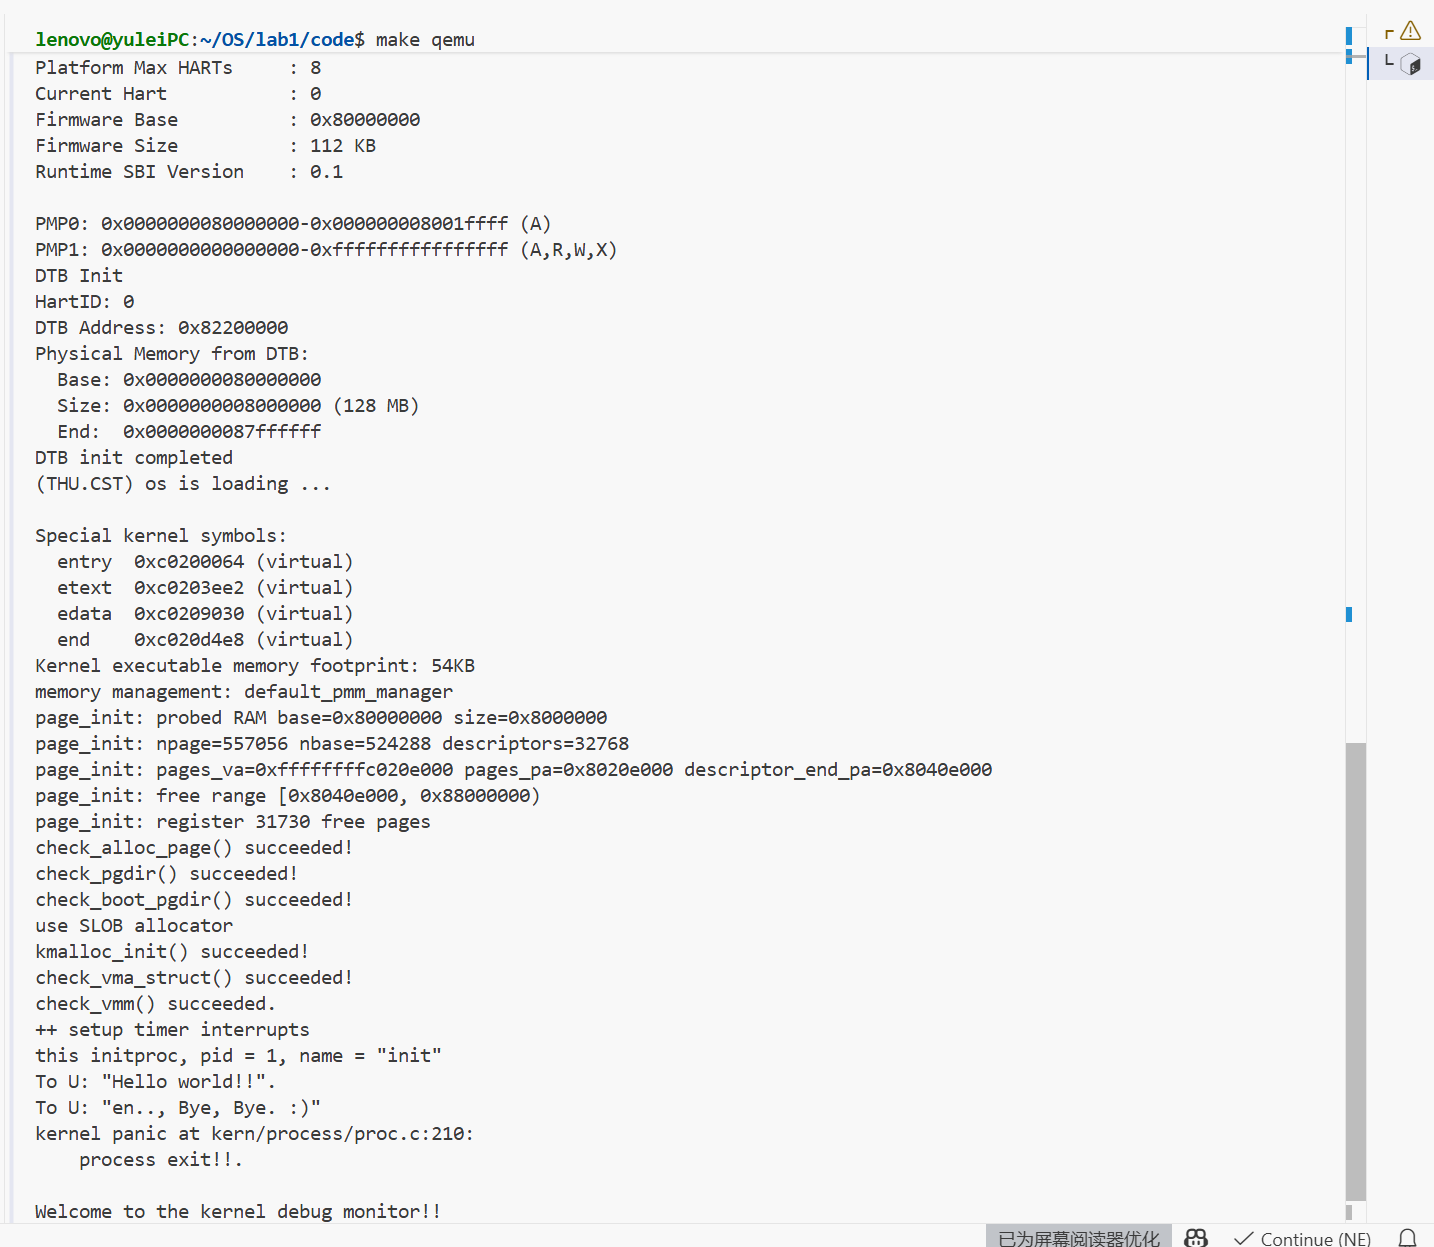 lenovo@yuleiPC:~/OS/lab1/code$ make qemu
Platform Max HARTs     : 8
Current Hart           : 0
Firmware Base          : 0x80000000
Firmware Size          : 112 KB
Runtime SBI Version    : 0.1

PMP0: 0x0000000080000000-0x000000008001ffff (A)
PMP1: 0x0000000000000000-0xffffffffffffffff (A,R,W,X)
DTB Init
HartID: 0
DTB Address: 0x82200000
Physical Memory from DTB:
  Base: 0x0000000080000000
  Size: 0x0000000008000000 (128 MB)
  End:  0x0000000087ffffff
DTB init completed
(THU.CST) os is loading ...

Special kernel symbols:
  entry  0xc0200064 (virtual)
  etext  0xc0203ee2 (virtual)
  edata  0xc0209030 (virtual)
  end    0xc020d4e8 (virtual)
Kernel executable memory footprint: 54KB
memory management: default_pmm_manager
page_init: probed RAM base=0x80000000 size=0x8000000
page_init: npage=557056 nbase=524288 descriptors=32768
page_init: pages_va=0xffffffffc020e000 pages_pa=0x8020e000 descriptor_end_pa=0x8040e000
page_init: free range [0x8040e000, 0x88000000)
page_init: register 31730 free pages
check_alloc_page() succeeded!
check_pgdir() succeeded!
check_boot_pgdir() succeeded!
use SLOB allocator
kmalloc_init() succeeded!
check_vma_struct() succeeded!
check_vmm() succeeded.
++ setup timer interrupts
this initproc, pid = 1, name = "init"
To U: "Hello world!!".
To U: "en.., Bye, Bye. :)"
kernel panic at kern/process/proc.c:210:
    process exit!!.

Welcome to the kernel debug monitor!!
已为屏幕阅读器优化 Continue (NE)